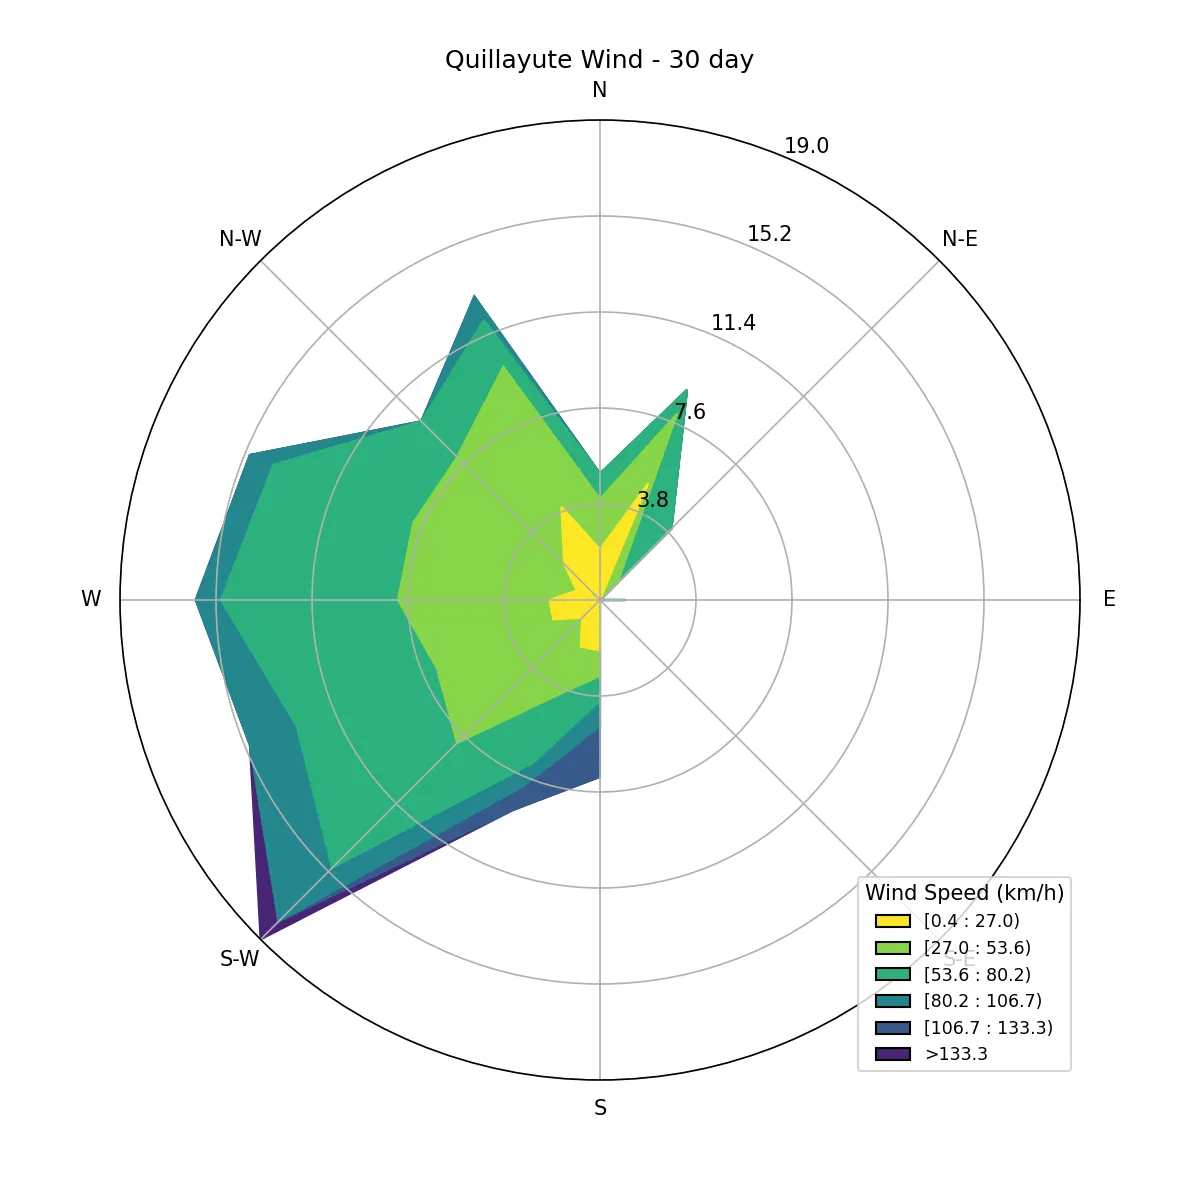 Quillayute Wind - 30 day
N
19.0
15.2
N-W
N-E
11.4
7.6
3.8
W
E
S-W
S-E
Wind Speed (km/h)
[0.4 : 27.0)
[27.0 : 53.6)
[53.6 : 80.2)
[80.2 : 106.7)
[106.7 : 133.3)
>133.3
S